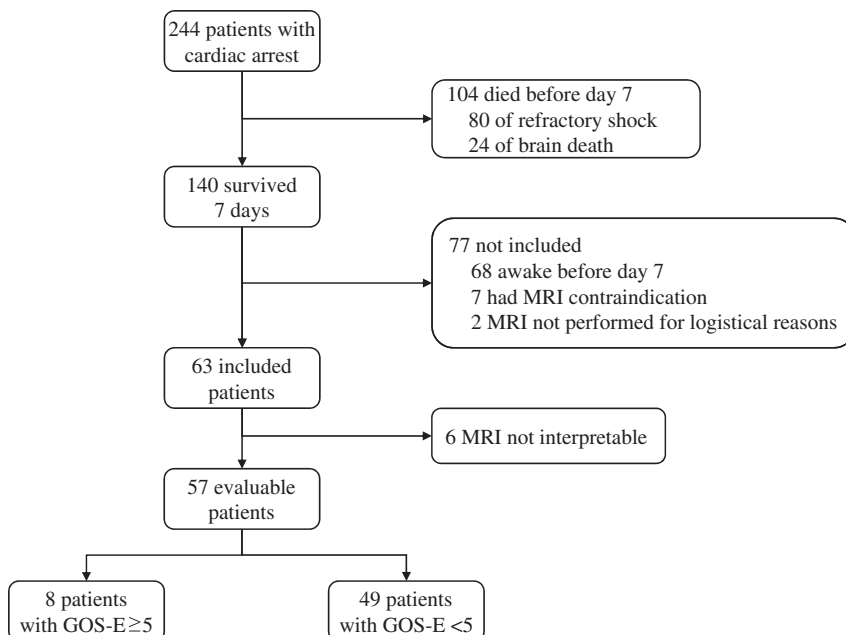 244 patients with
cardiac arrest
104 died before day 7
80 of refractory shock
24 of brain death
140 survived
7 days
77 not included
68 awake before day 7
7 had MRI contraindication
2 MRI not performed for logistical reasons
63 included
patients
6 MRI not interpretable
57 evaluable
patients
8 patients
with GOS-E≥5
49 patients
with GOS-E <5